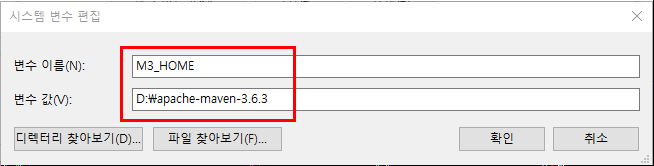 시스템 변수 편집
변수 이름(N):
M3_HOME
변수 값(V):
D:₩apache-maven-3.6.3
디렉터리 찾아보기(D)...
파일 찾아보기(F)...
확인
취소